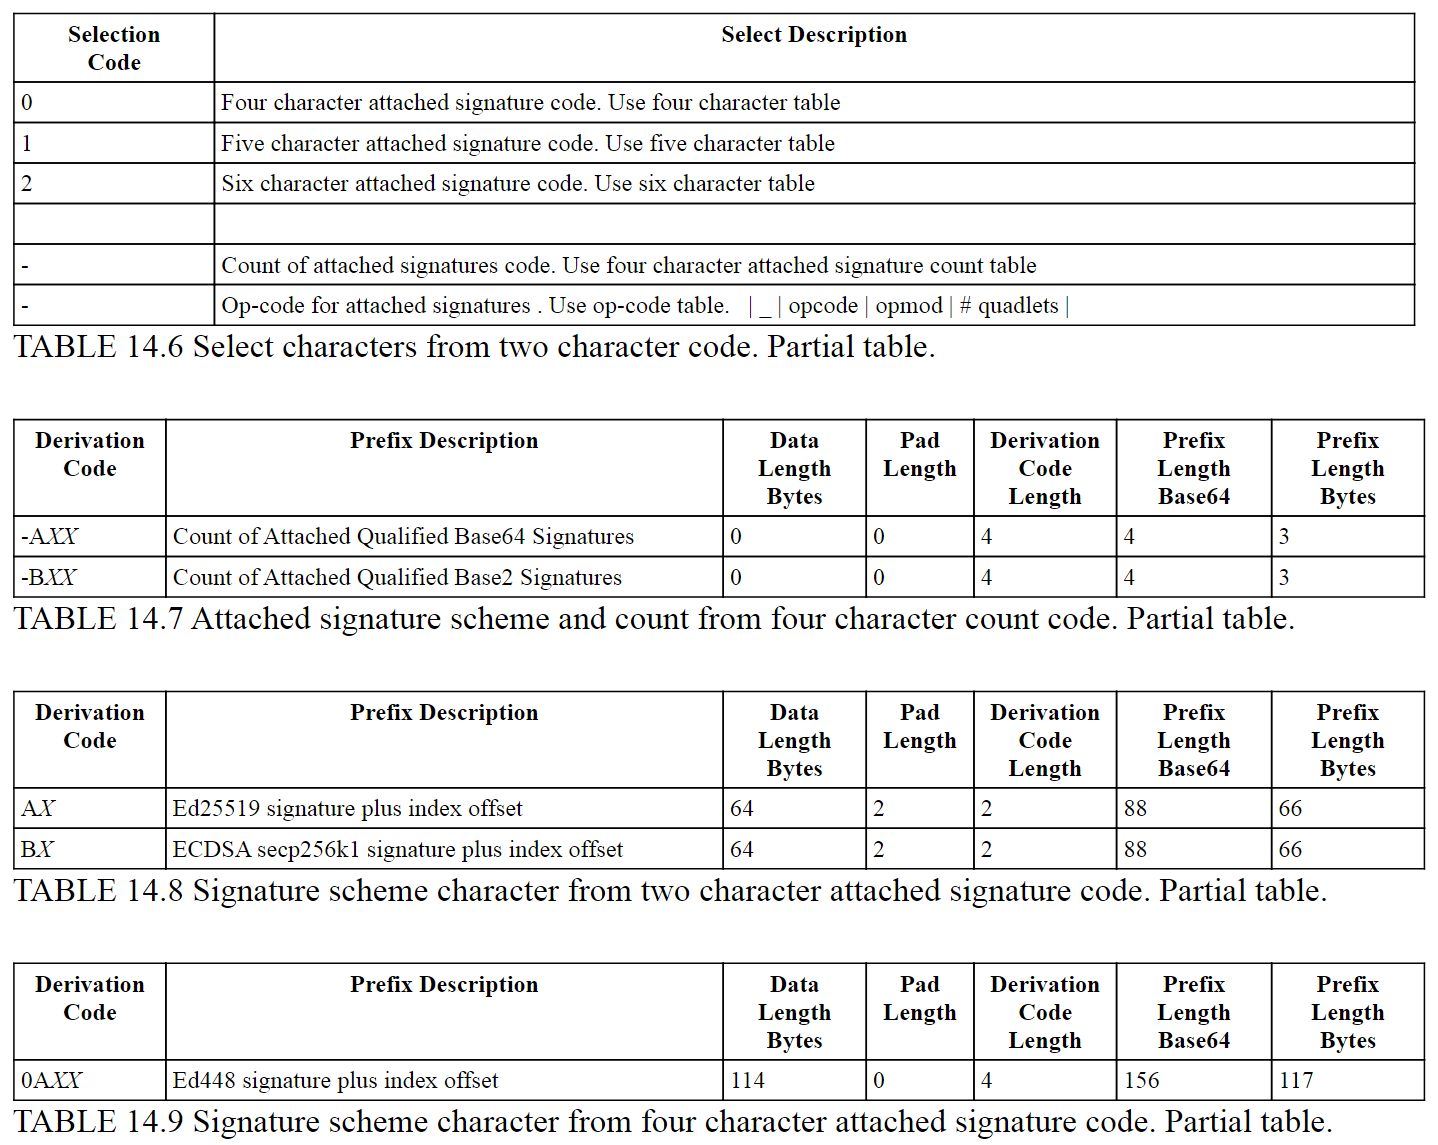 Selection Code | Select Description
0 | Four character attached signature code. Use four character table
1 | Five character attached signature code. Use five character table
2 | Six character attached signature code. Use six character table
- | Count of attached signatures code. Use four character attached signature count table
- | Op-code for attached signatures . Use op-code table. | _ | opcode | opmod | # quadlets |
TABLE 14.6 Select characters from two character code. Partial table.
Derivation Code | Prefix Description | Data Length Bytes | Pad Length | Derivation Code Length | Prefix Length Base64 | Prefix Length Bytes
-AXX | Count of Attached Qualified Base64 Signatures | 0 | 0 | 4 | 4 | 3
-BXX | Count of Attached Qualified Base2 Signatures | 0 | 0 | 4 | 4 | 3
TABLE 14.7 Attached signature scheme and count from four character count code. Partial table.
Derivation Code | Prefix Description | Data Length Bytes | Pad Length | Derivation Code Length | Prefix Length Base64 | Prefix Length Bytes
AX | Ed25519 signature plus index offset | 64 | 2 | 2 | 88 | 66
BX | ECDSA secp256k1 signature plus index offset | 64 | 2 | 2 | 88 | 66
TABLE 14.8 Signature scheme character from two character attached signature code. Partial table.
Derivation Code | Prefix Description | Data Length Bytes | Pad Length | Derivation Code Length | Prefix Length Base64 | Prefix Length Bytes
0AXX | Ed448 signature plus index offset | 114 | 0 | 4 | 156 | 117
TABLE 14.9 Signature scheme character from four character attached signature code. Partial table.